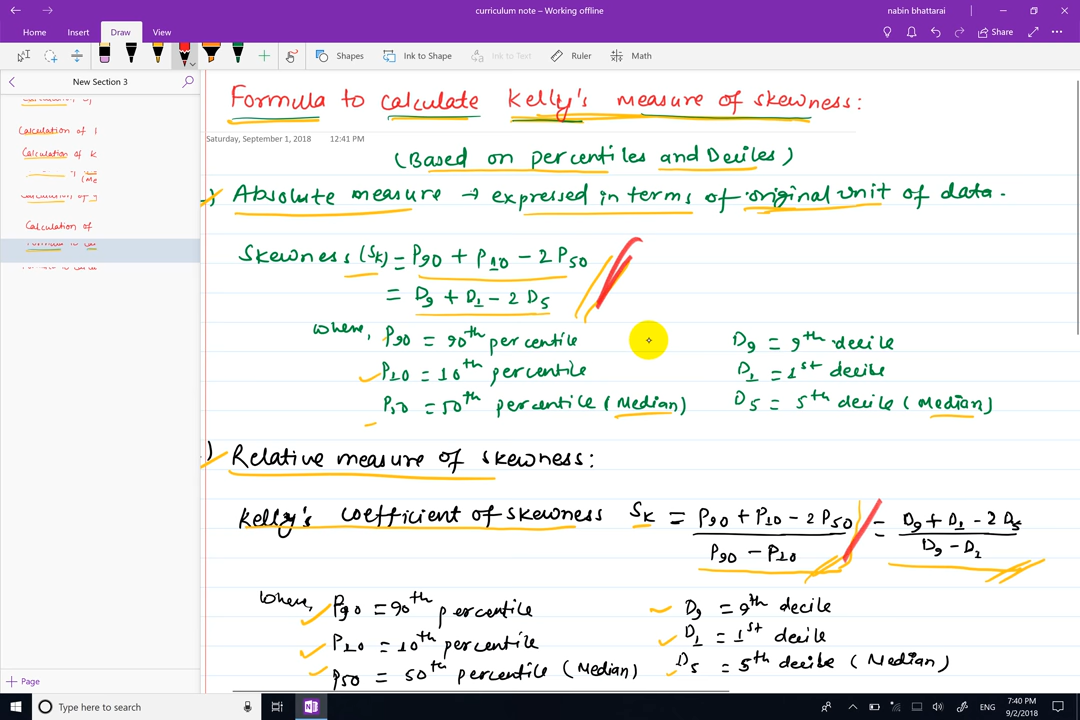 curriculum note – Working offline
nabin bhattarai
Home Insert Draw View
Share
Shapes Ink to Shape Ink to Text Ruler Math
New Section 3
Calculation of
Calculation of K
Calculation of
Formula to calculate Kelly's measure of skewness:
Saturday, September 1, 2018 12:41 PM
(Based on percentiles and Deciles)
Absolute measure → expressed in terms of original unit of data.
Skewness (Sk) = P90 + P10 - 2 P50
= D9 + D1 - 2 D5
where, P90 = 90th percentile D9 = 9th decile
P10 = 10th percentile D1 = 1st decile
P50 = 50th percentile (Median) D5 = 5th decile (Median)
Relative measure of skewness:
Kelly's coefficient of skewness Sk = P90 + P10 - 2 P50 / P90 - P10 = D9 + D1 - 2 D5 / D9 - D1
where, P90 = 90th percentile D9 = 9th decile
P10 = 10th percentile D1 = 1st decile
P50 = 50th percentile (Median) D5 = 5th decile (Median)
+ Page
Type here to search
ENG
7:40 PM
9/2/2018